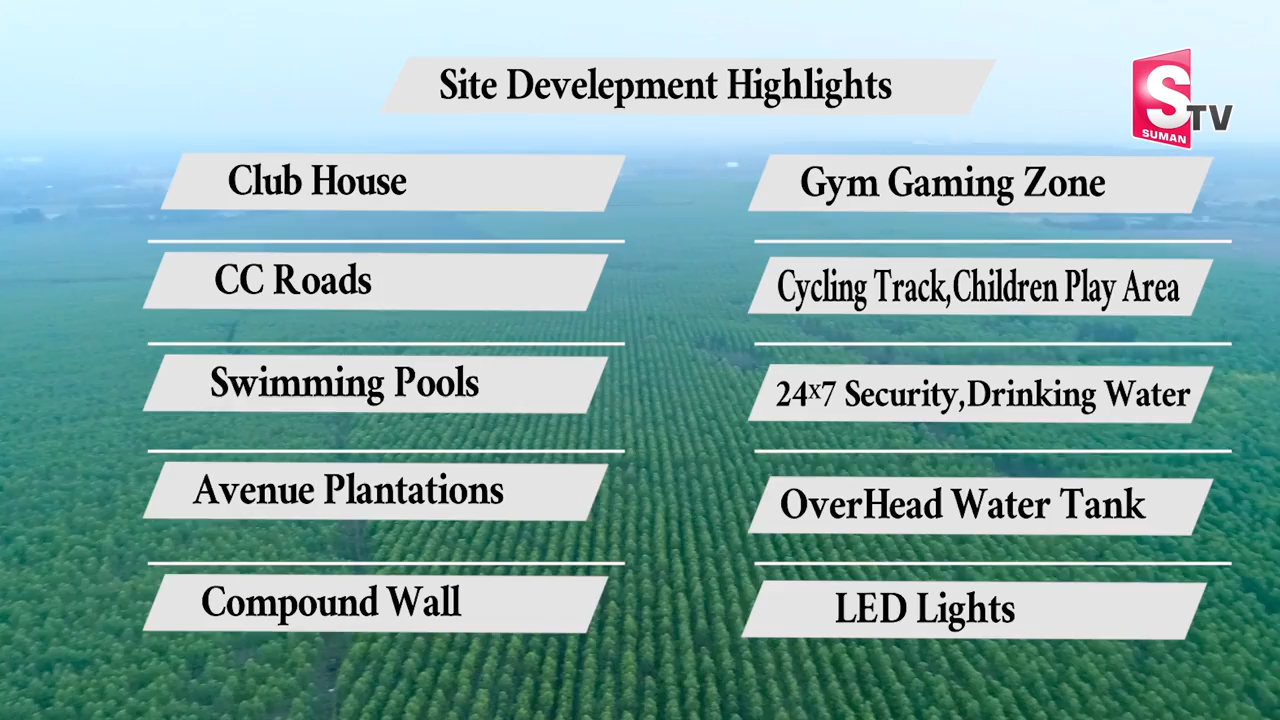 Site Develepment Highlights
S TV
SUMAN
Club House
Gym Gaming Zone
CC Roads
Cycling Track,Children Play Area
Swimming Pools
24x7 Security,Drinking Water
Avenue Plantations
OverHead Water Tank
Compound Wall
LED Lights